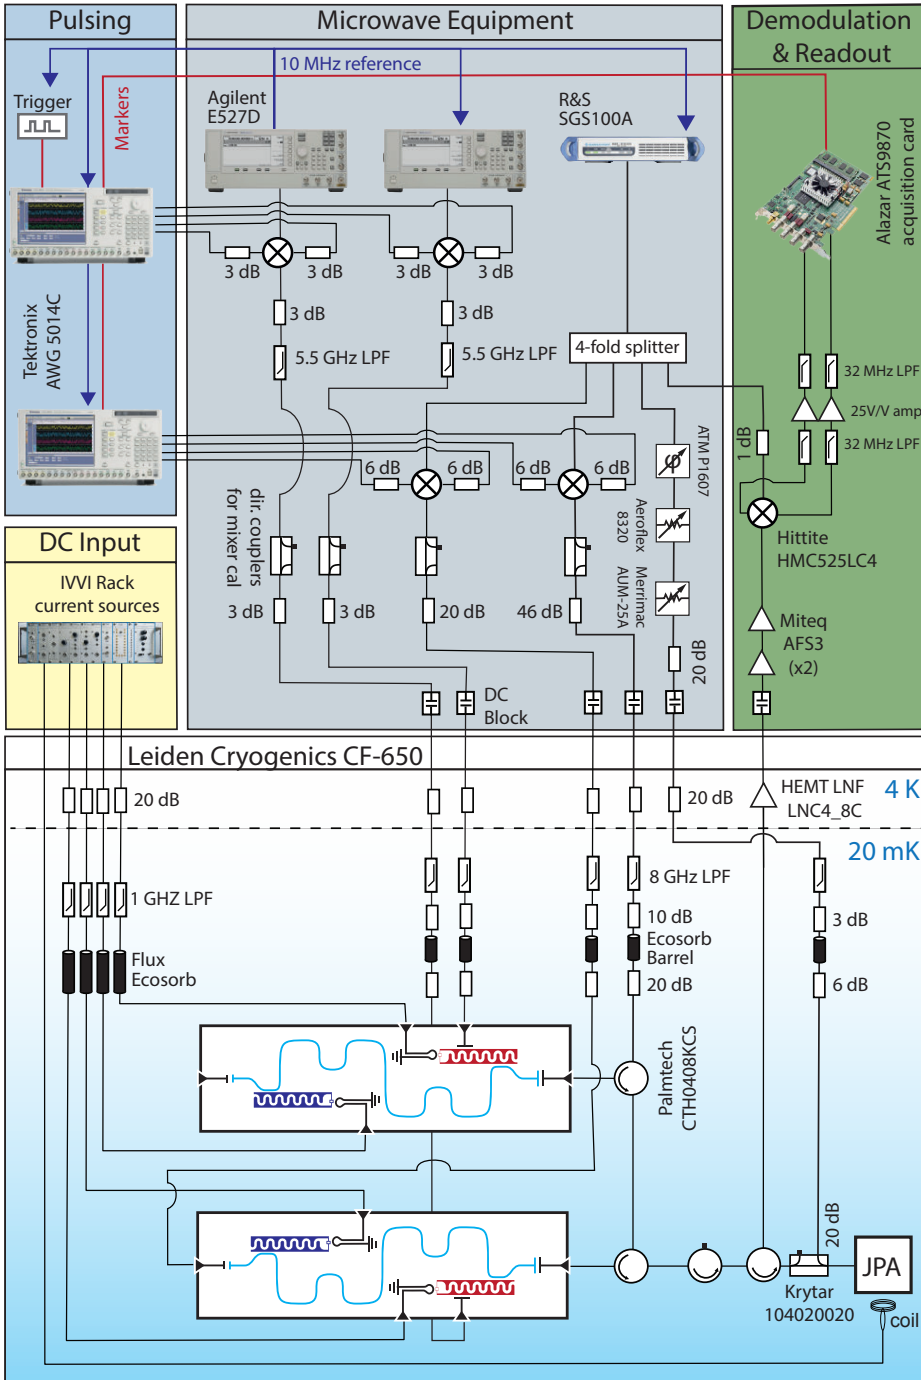 Pulsing
Microwave Equipment
Demodulation
& Readout
10 MHz reference
Trigger
Markers
Agilent
E527D
R&S
SGS100A
Alazar ATS9870
acquisition card
Tektronix
AWG 5014C
3 dB
3 dB
3 dB
3 dB
3 dB
3 dB
5.5 GHz LPF
5.5 GHz LPF
4-fold splitter
32 MHz LPF
25V/V amp
32 MHz LPF
1 dB
ATM P1607
φ
6 dB
6 dB
6 dB
6 dB
dir. couplers
for mixer cal
Aeroflex
8320
Merrimac
AUM-25A
Hittite
HMC525LC4
3 dB
3 dB
20 dB
46 dB
20 dB
Miteq
AFS3
(x2)
DC
Block
DC Input
IVVI Rack
current sources
Leiden Cryogenics CF-650
20 dB
20 dB
HEMT LNF
LNC4_8C
4 K
20 mK
1 GHZ LPF
8 GHz LPF
10 dB
3 dB
Flux
Ecosorb
Ecosorb
Barrel
20 dB
6 dB
Palmtech
CTH0408KCS
20 dB
JPA
Krytar
104020020
coil